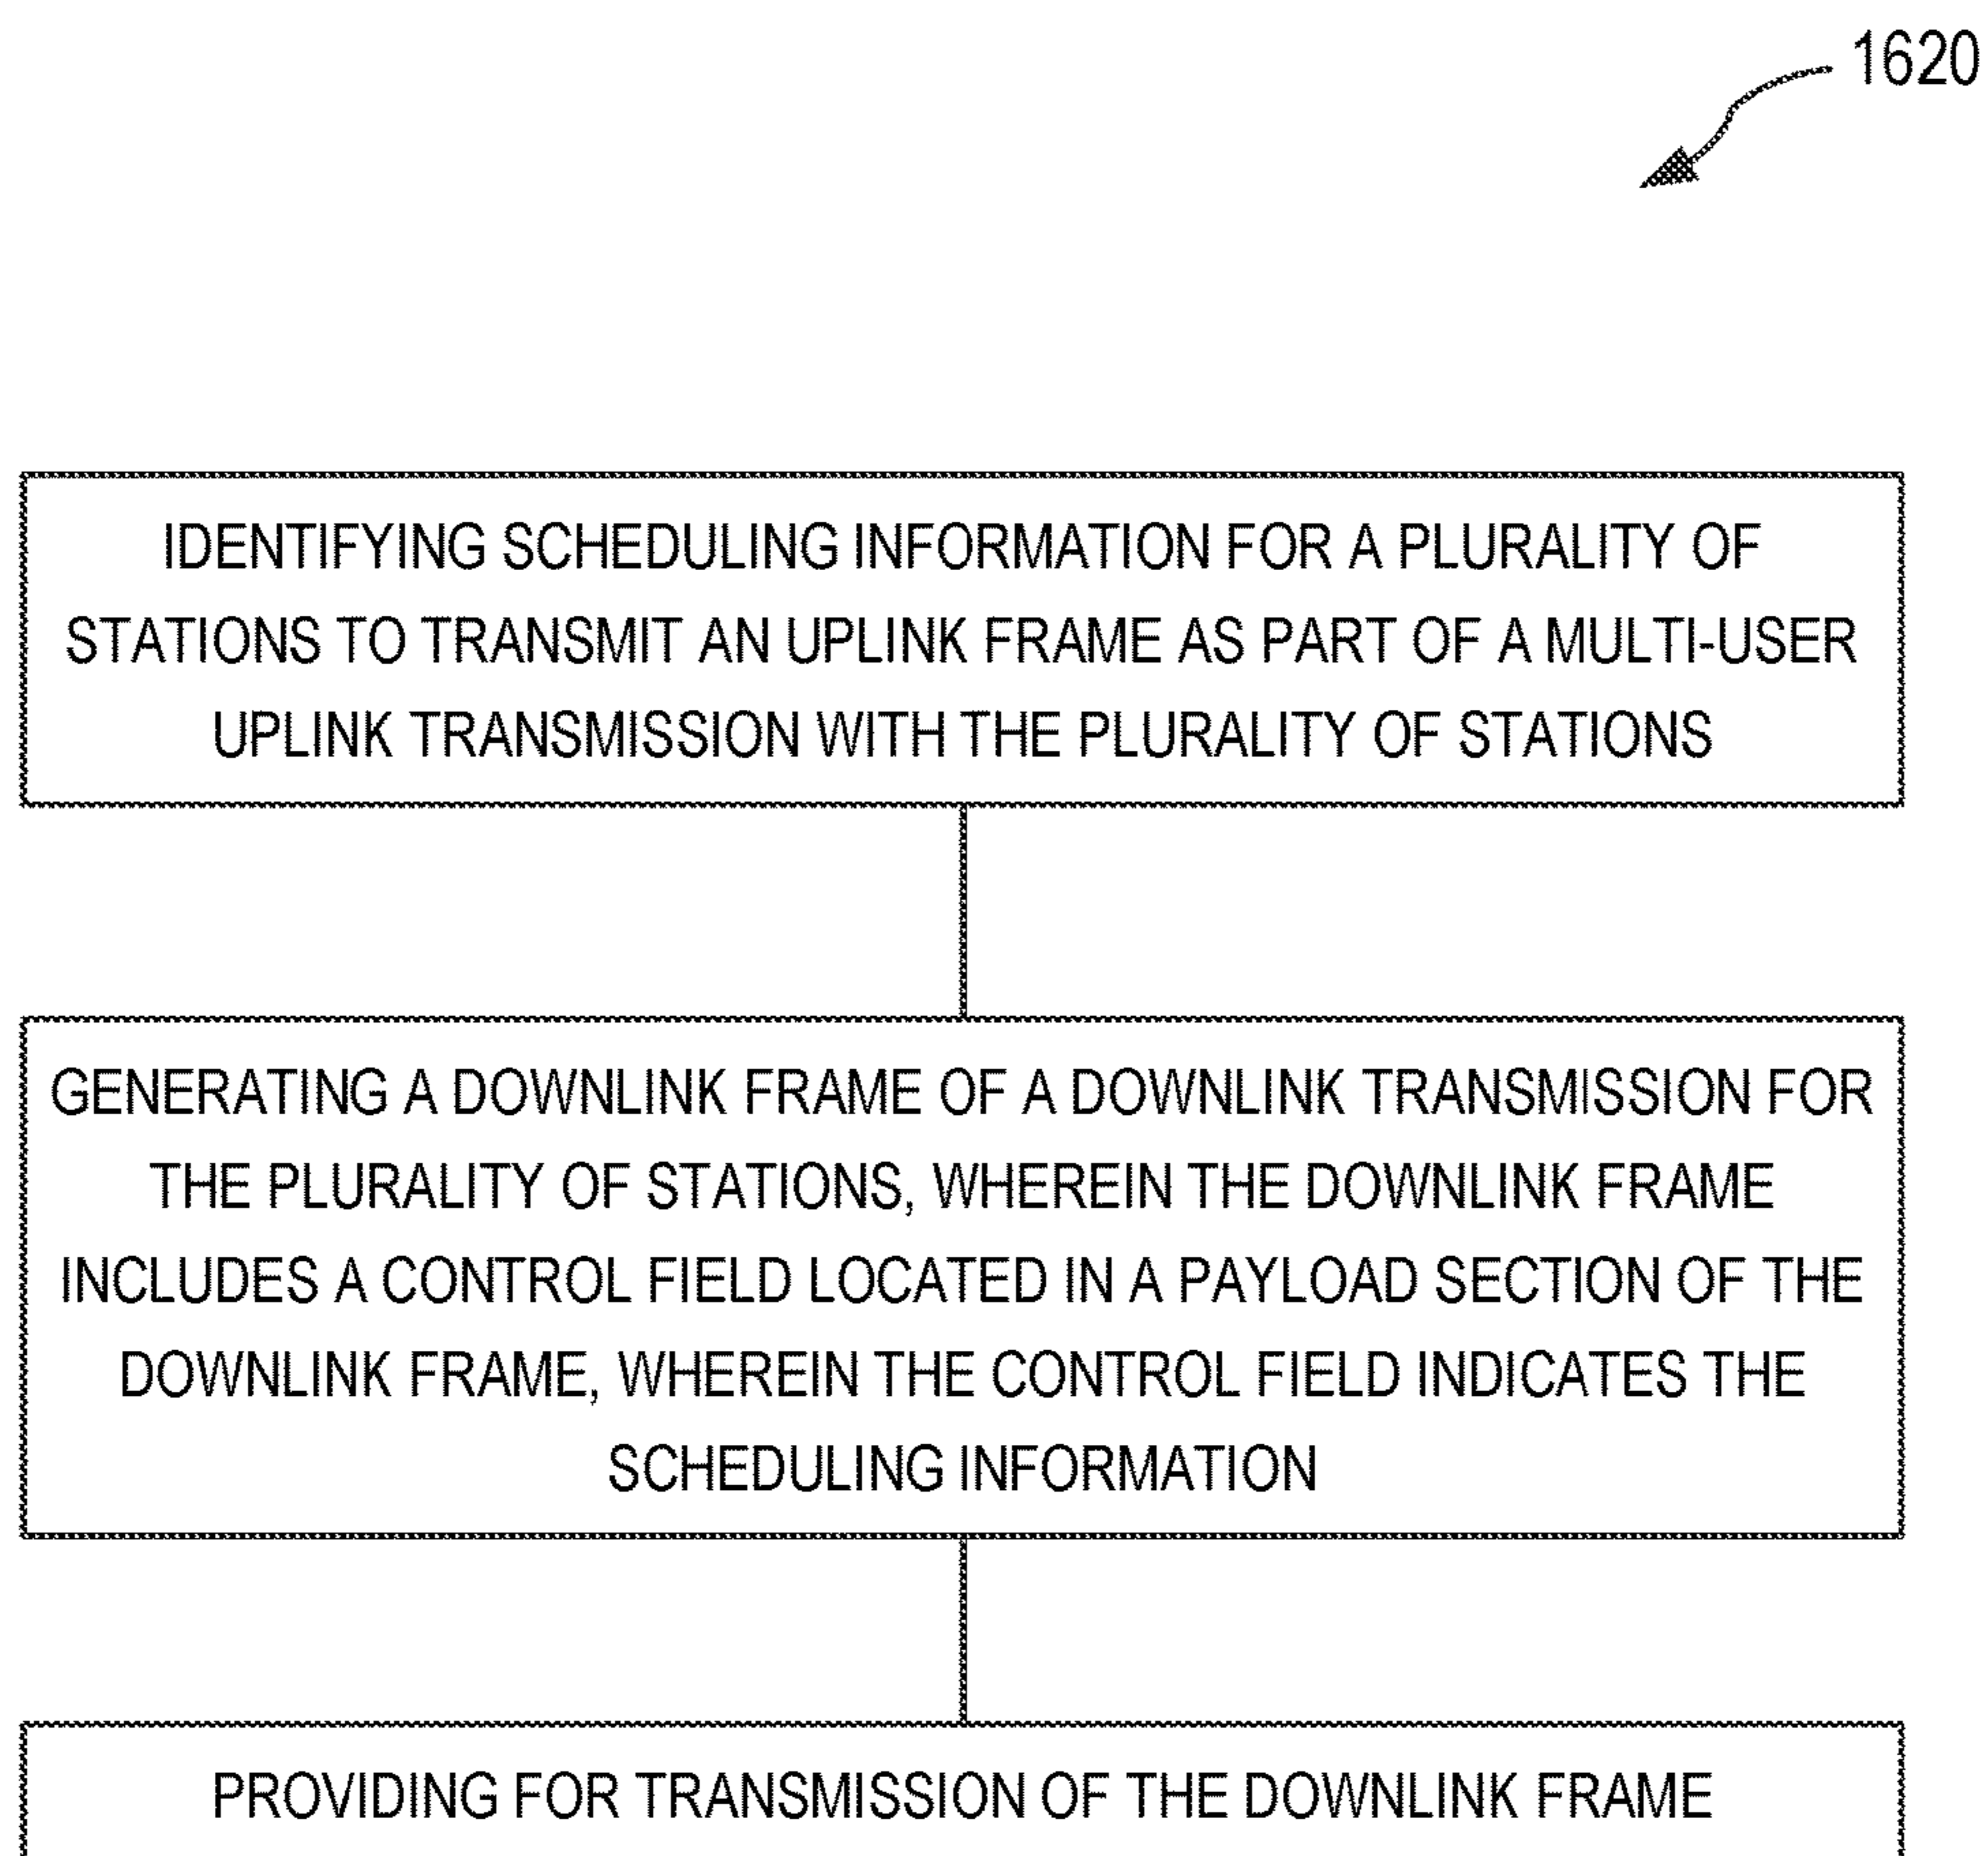 1620
IDENTIFYING SCHEDULING INFORMATION FOR A PLURALITY OF
STATIONS TO TRANSMIT AN UPLINK FRAME AS PART OF A MULTI-USER
UPLINK TRANSMISSION WITH THE PLURALITY OF STATIONS
GENERATING A DOWNLINK FRAME OF A DOWNLINK TRANSMISSION FOR
THE PLURALITY OF STATIONS, WHEREIN THE DOWNLINK FRAME
INCLUDES A CONTROL FIELD LOCATED IN A PAYLOAD SECTION OF THE
DOWNLINK FRAME, WHEREIN THE CONTROL FIELD INDICATES THE
SCHEDULING INFORMATION
PROVIDING FOR TRANSMISSION OF THE DOWNLINK FRAME